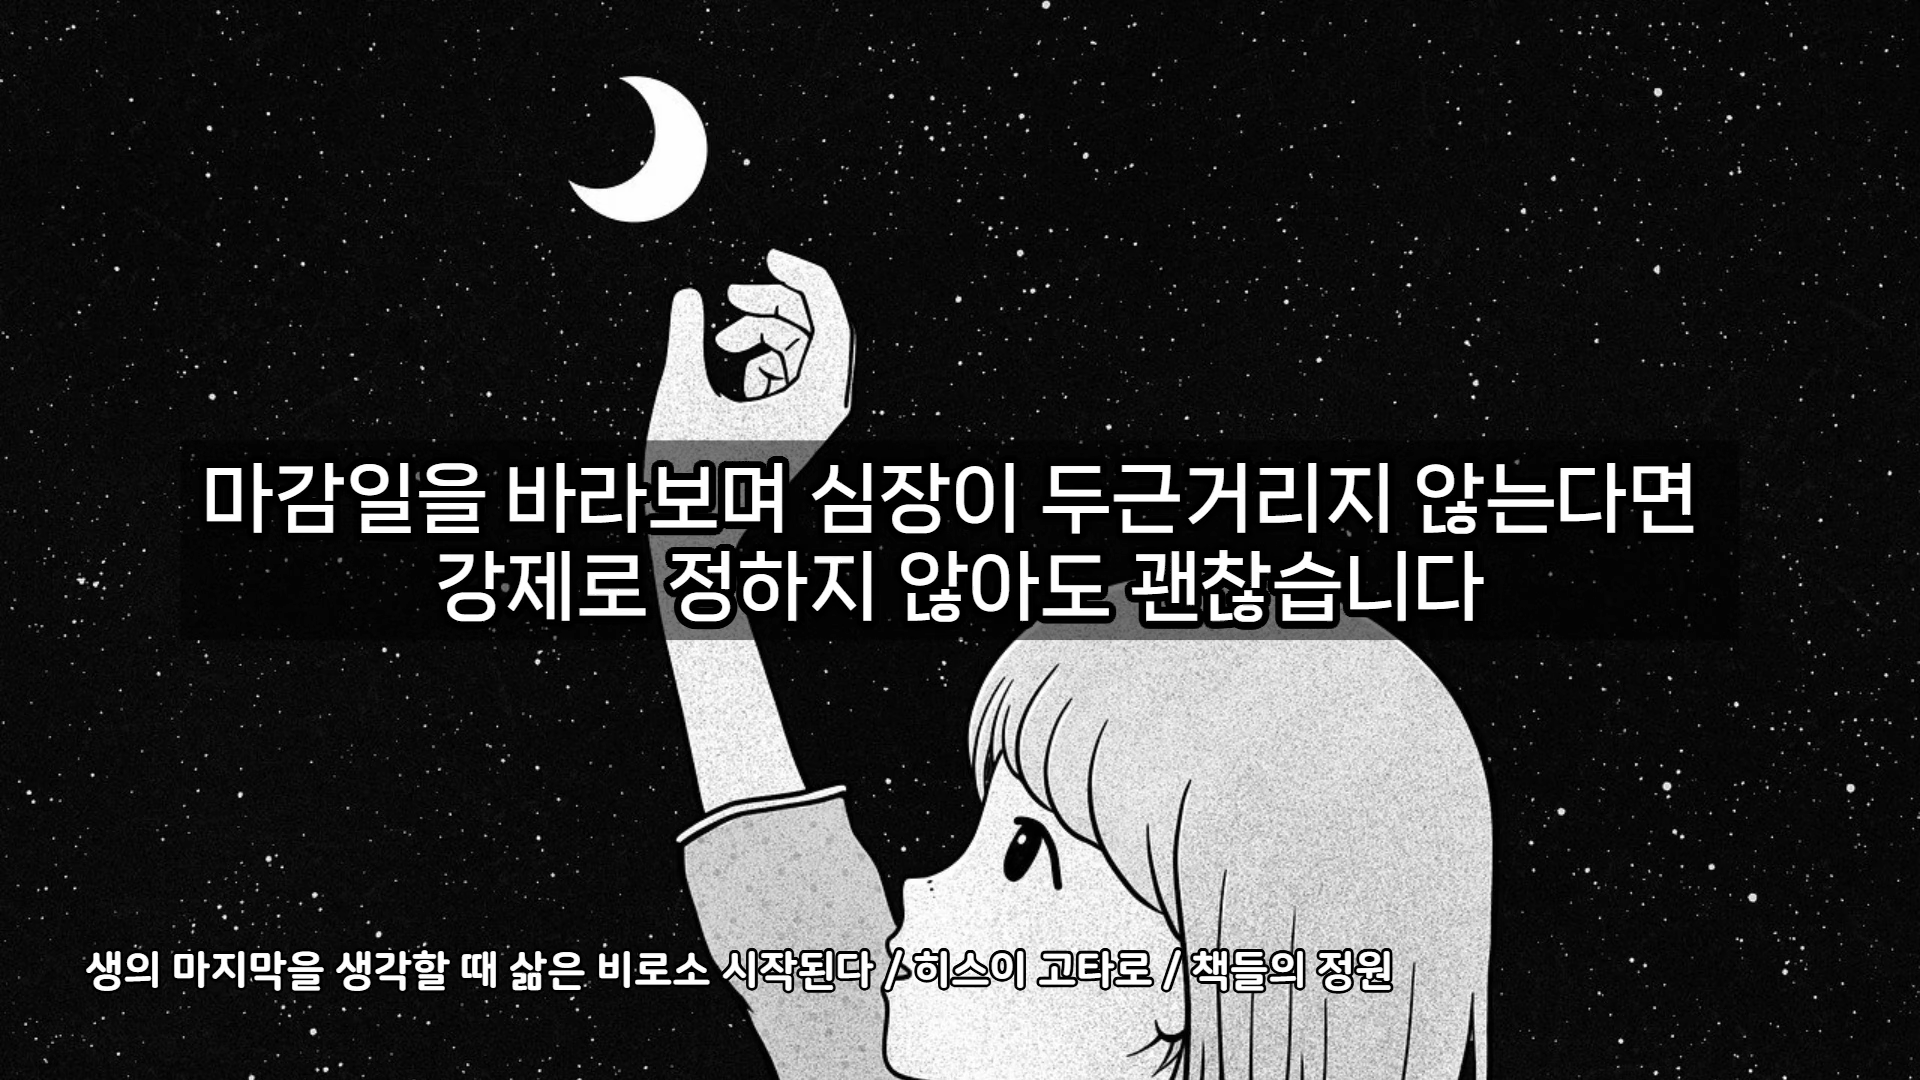 마감일을 바라보며 심장이 두근거리지 않는다면
강제로 정하지 않아도 괜찮습니다
생의 마지막을 생각할 때 삶은 비로소 시작된다 / 히스이 고타로 / 책들의 정원